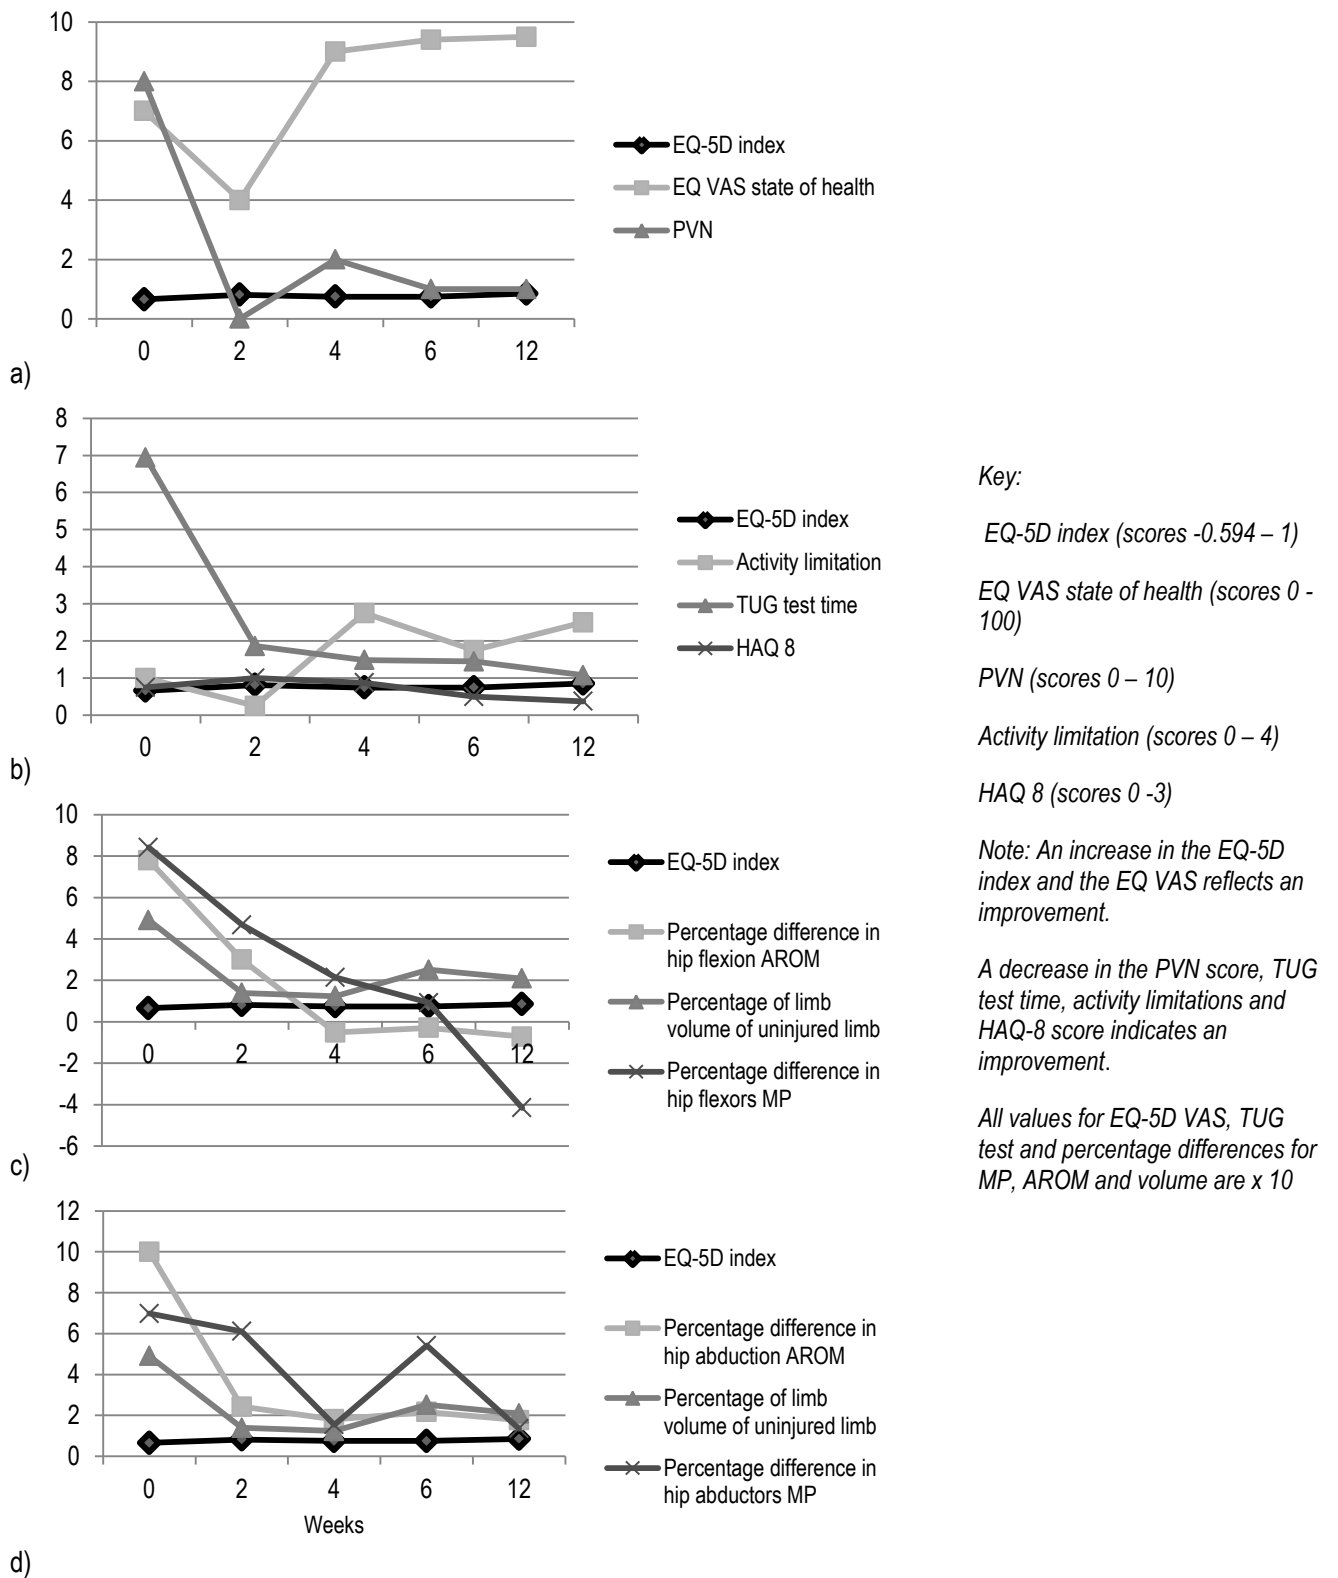 10
8
6
4
2
0
0 2 4 6 12
EQ-5D index
EQ VAS state of health
PVN
a)
8
7
6
5
4
3
2
1
0
0 2 4 6 12
EQ-5D index
Activity limitation
TUG test time
HAQ 8
b)
10
8
6
4
2
0
-2
-4
-6
0 2 4 6 12
EQ-5D index
Percentage difference in
hip flexion AROM
Percentage of limb
volume of uninjured limb
Percentage difference in
hip flexors MP
c)
12
10
8
6
4
2
0
0 2 4 6 12
Weeks
EQ-5D index
Percentage difference in
hip abduction AROM
Percentage of limb
volume of uninjured limb
Percentage difference in
hip abductors MP
d)
Key:
EQ-5D index (scores -0.594 – 1)
EQ VAS state of health (scores 0 -
100)
PVN (scores 0 – 10)
Activity limitation (scores 0 – 4)
HAQ 8 (scores 0 -3)
Note: An increase in the EQ-5D
index and the EQ VAS reflects an
improvement.
A decrease in the PVN score, TUG
test time, activity limitations and
HAQ-8 score indicates an
improvement.
All values for EQ-5D VAS, TUG
test and percentage differences for
MP, AROM and volume are x 10